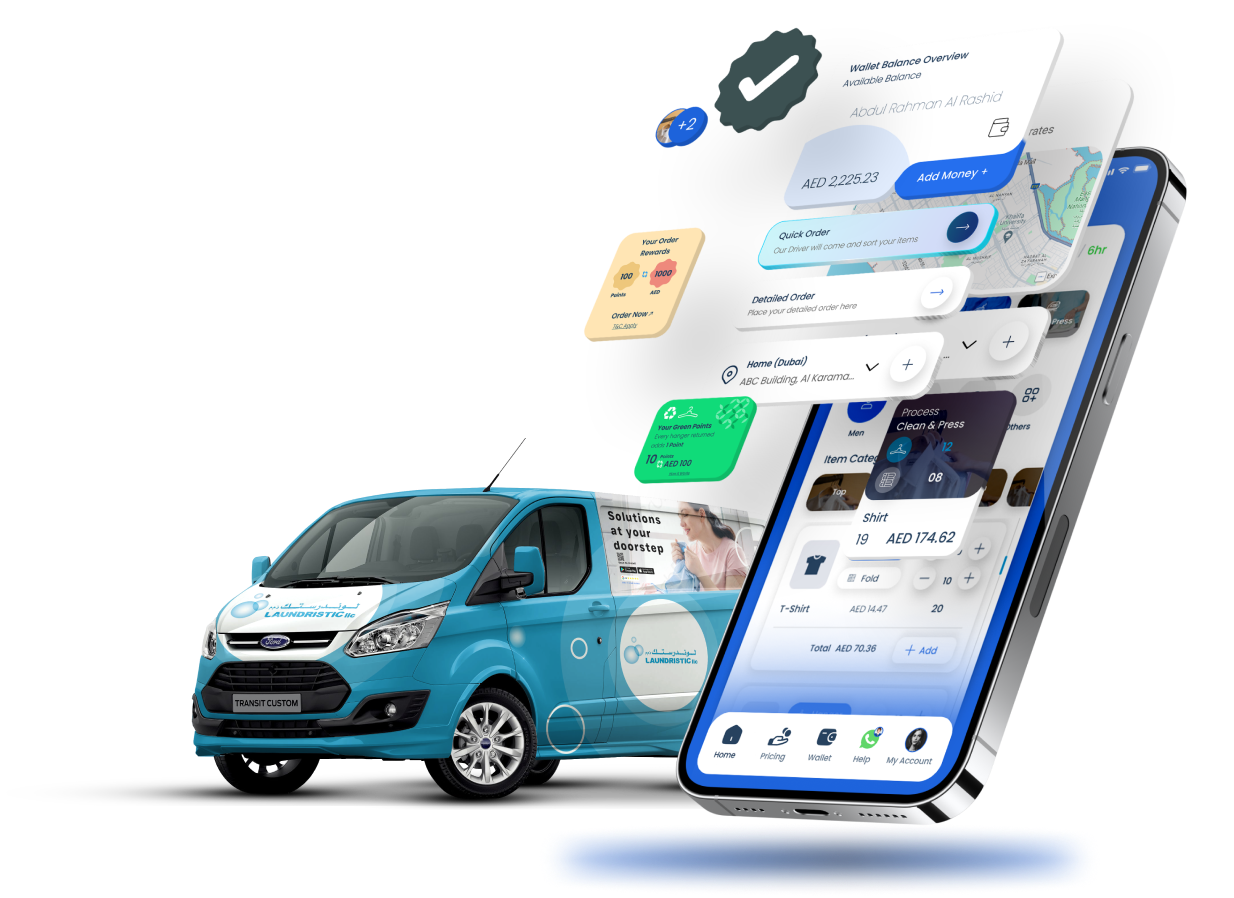 Wallet Balance Overview
Available Balance
Abdul Rahman Al Rashid
+2
rates
AED 2,225.23
Add Money +
Khalifa
University
6hr
Quick Order
Our Driver will come and sort your items
Your Order
Rewards
100
1000
Points
AED
Order Now
T&C Apply
Detailed Order
Place your detailed order here
Press
Home (Dubai)
ABC Building, Al Karama...
...
Your Green Points
Every hanger returned
1 Point
Points
10
AED 100
Men
Process
Clean & Press
Others
12
08
Item Categ
Top
Shirt
19 AED 174.62
Fold
10
T-Shirt
AED 14.47
20
Total AED 70.36
+ Add
Home
Pricing
Wallet
Help
My Account
Solutions
at your
doorstep
لوندرستك
LAUNDRISTIC llc
Ford
TRANSIT CUSTOM
لوندرستك
LAUNDRISTIC llc